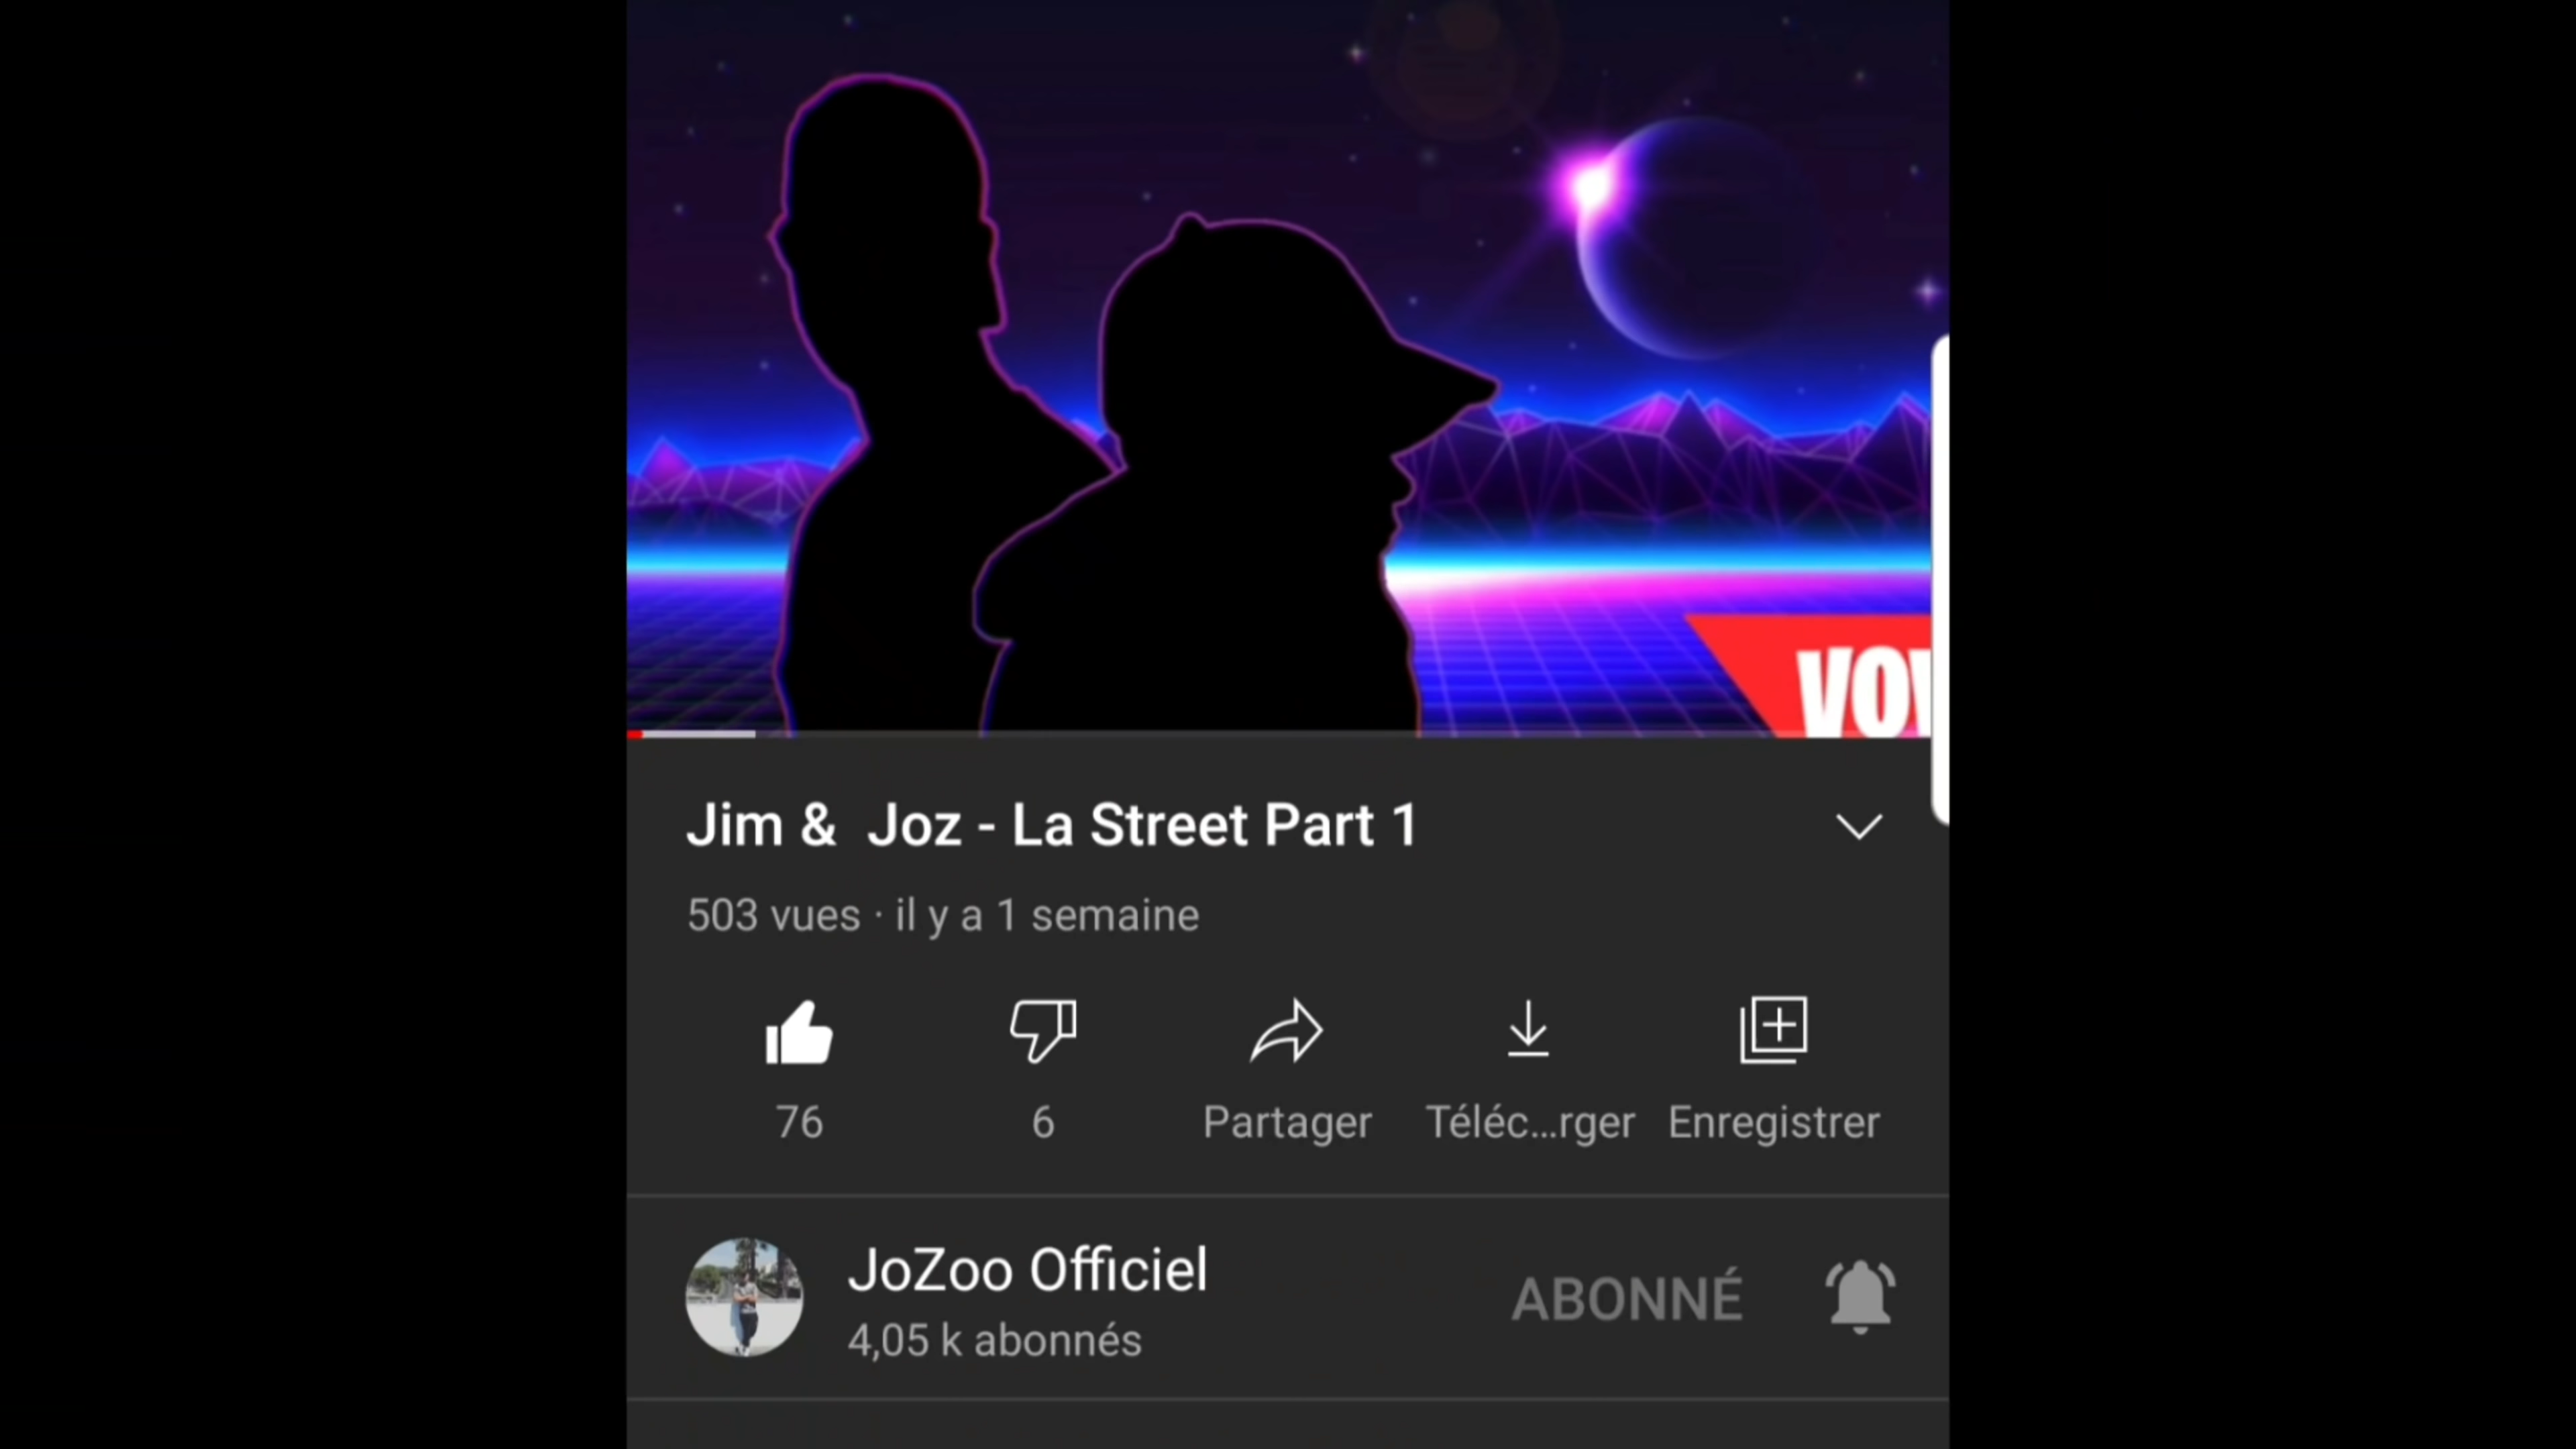 Jim &  Joz - La Street Part 1
503 vues · il y a 1 semaine
76
6
Partager
Téléc...rger
Enregistrer
JoZoo Officiel
4,05 k abonnés
ABONNÉ